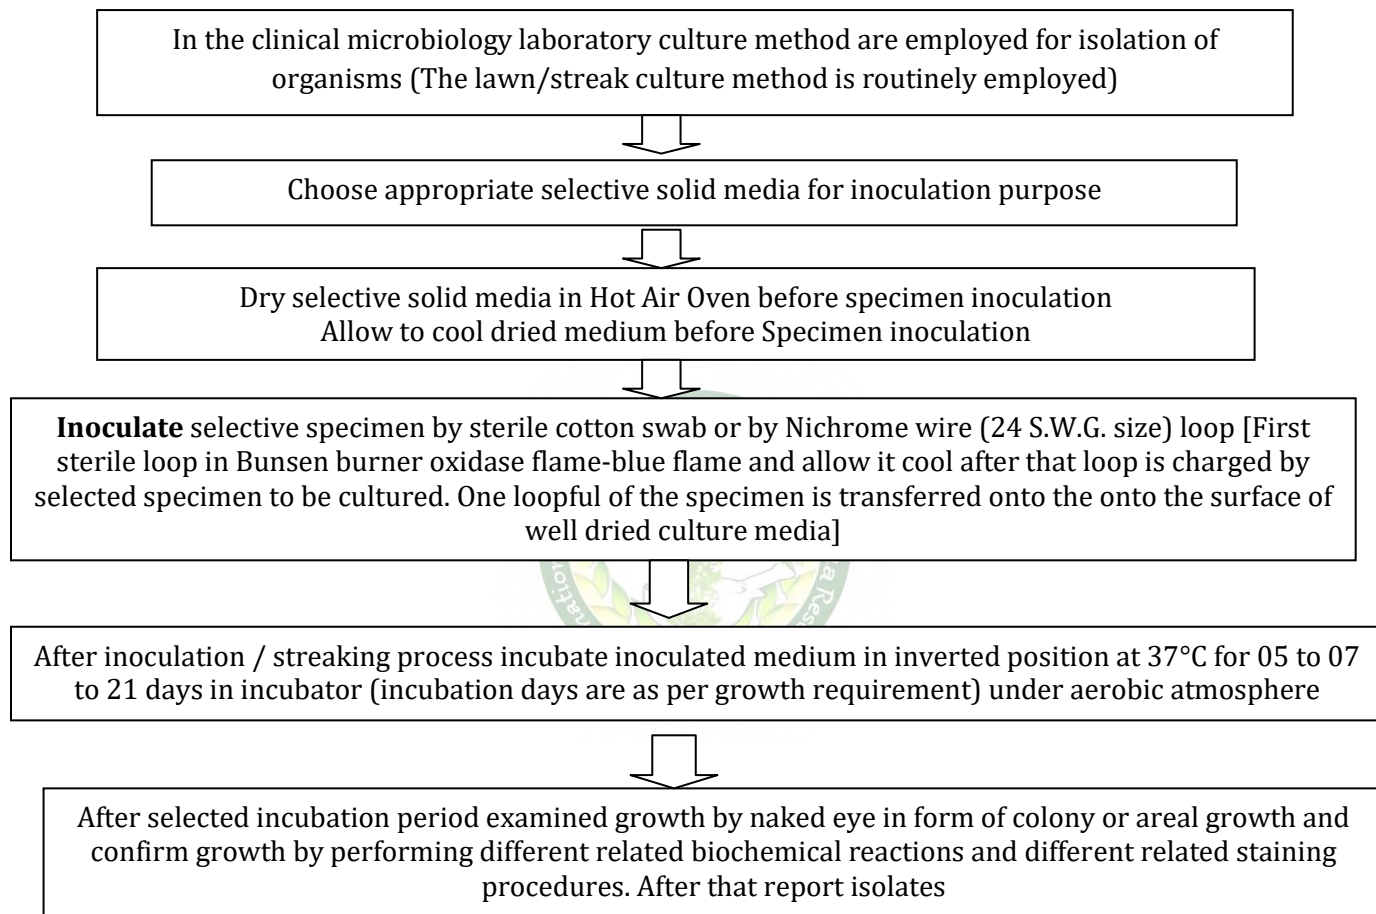 In the clinical microbiology laboratory culture method are employed for isolation of
organisms (The lawn/streak culture method is routinely employed)
Choose appropriate selective solid media for inoculation purpose
Dry selective solid media in Hot Air Oven before specimen inoculation
Allow to cool dried medium before Specimen inoculation
Inoculate selective specimen by sterile cotton swab or by Nichrome wire (24 S.W.G. size) loop [First
sterile loop in Bunsen burner oxidase flame-blue flame and allow it cool after that loop is charged by
selected specimen to be cultured. One loopful of the specimen is transferred onto the onto the surface of
well dried culture media]
After inoculation / streaking process incubate inoculated medium in inverted position at 37°C for 05 to 07
to 21 days in incubator (incubation days are as per growth requirement) under aerobic atmosphere
After selected incubation period examined growth by naked eye in form of colony or areal growth and
confirm growth by performing different related biochemical reactions and different related staining
procedures. After that report isolates